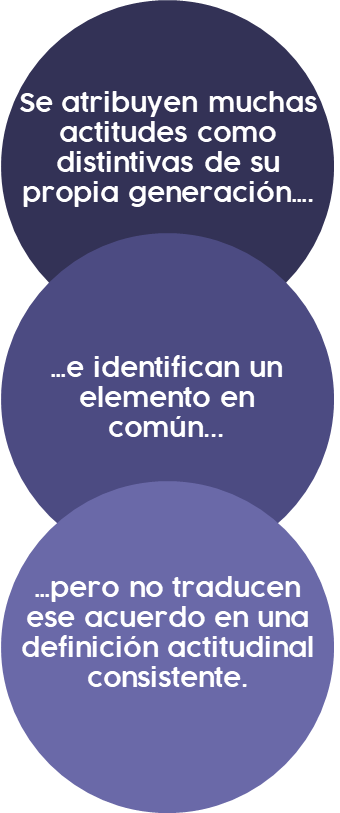 Se atribuyen muchas
actitudes como
distintivas de su
propia generación….
…e identifican un
elemento en
común...
…pero no traducen
ese acuerdo en una
definición actitudinal
consistente.